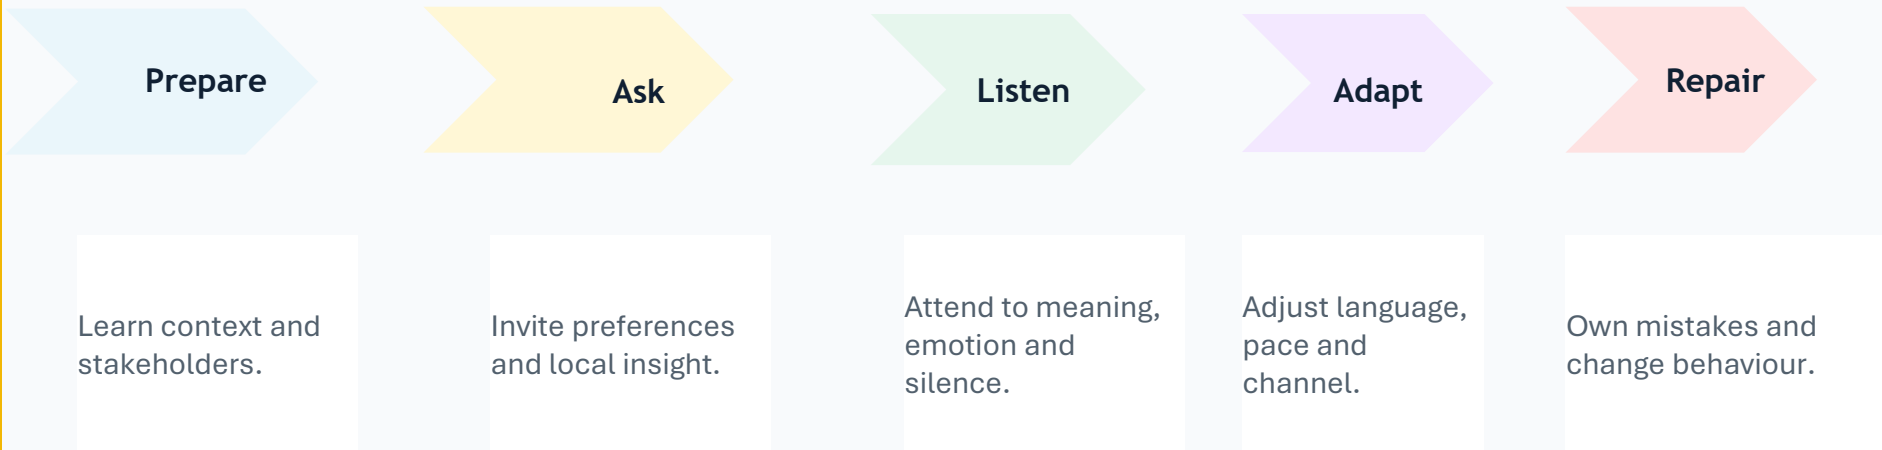 Prepare
Ask
Listen
Adapt
Repair
Learn context and
stakeholders.
Invite preferences
and local insight.
Attend to meaning,
emotion and
silence.
Adjust language,
pace and
channel.
Own mistakes and
change behaviour.